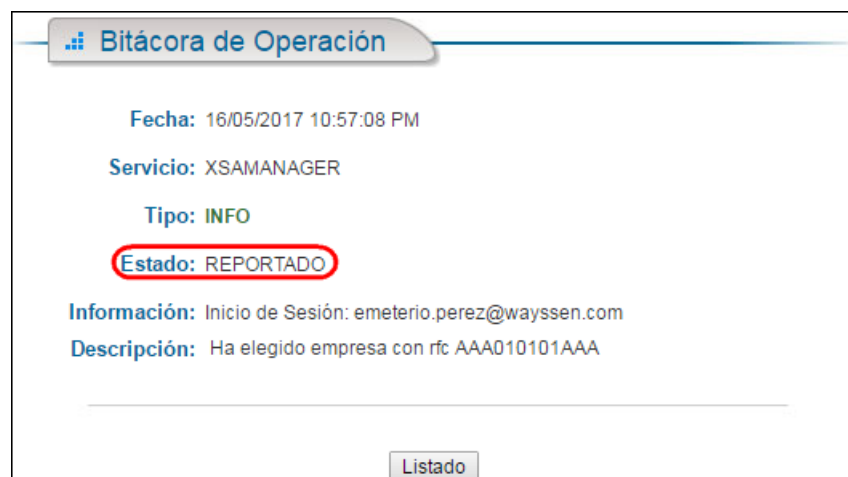 Bitácora de Operación
Fecha: 16/05/2017 10:57:08 PM
Servicio: XSAMANAGER
Tipo: INFO
Estado: REPORTADO
Información: Inicio de Sesión: emeterio.perez@wayssen.com
Descripción: Ha elegido empresa con rfc AAA010101AAA
Listado